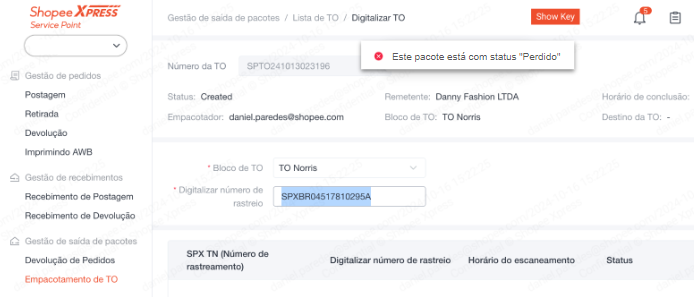 Shopee XPRESS
Service Point
Gestão de pedidos
Postagem
Retirada
Devolução
Imprimindo AWB
Gestão de recebimentos
Recebimento de Postagem
Recebimento de Devolução
Gestão de saída de pacotes
Devolução de Pedidos
Empacotamento de TO
Gestão de saída de pacotes / Lista de TO / Digitalizar TO
Show Key
5
Este pacote está com status "Perdido"
Número da TO SPTO241013023196
Status: Created Remetente: Danny Fashion LTDA Horário de conclusão:
Empacotador: daniel.paredes@shopee.com Bloco de TO: TO Norris Destino da TO: -
* Bloco de TO TO Norris
* Digitalizar número de
rastreio
SPXBR04517810295A
SPX TN (Número de
rastreamento)
Digitalizar número de rastreio Horário do escaneamento Status